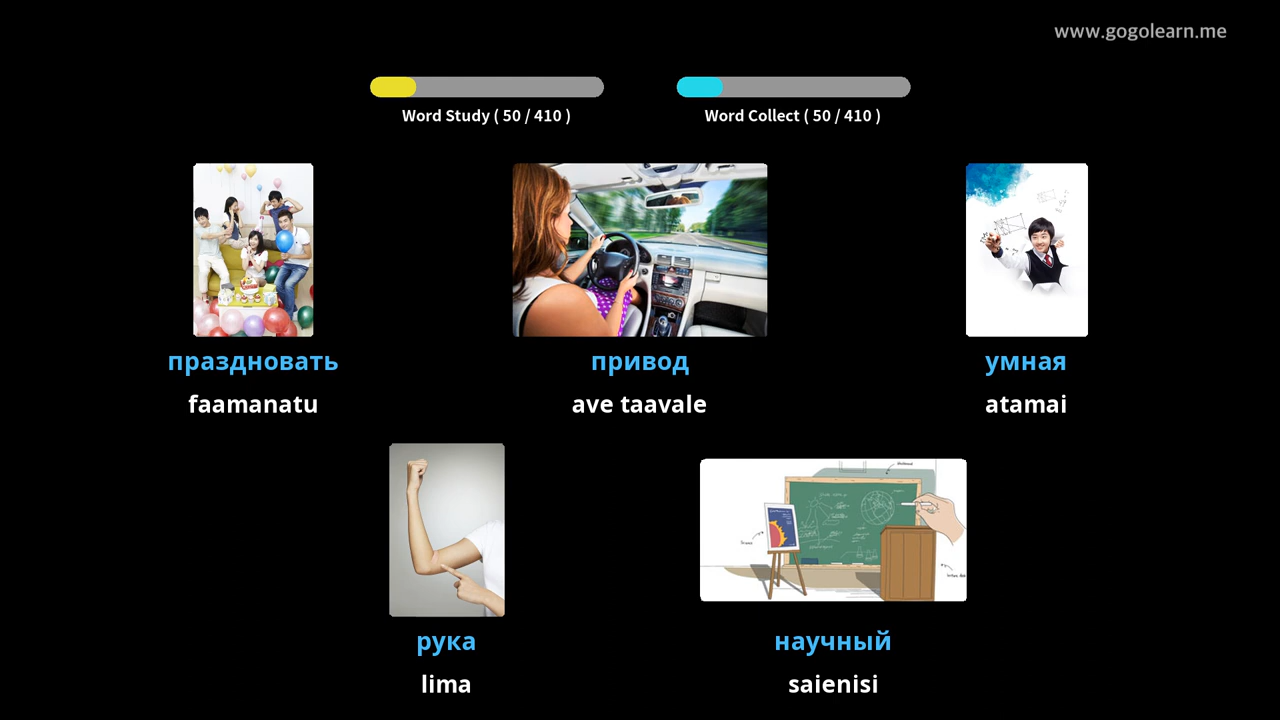 www.gogolearn.me
Word Study ( 50 / 410 )
Word Collect ( 50 / 410 )
праздновать
faamanatu
привод
ave taavale
умная
atamai
рука
lima
научный
saienisi